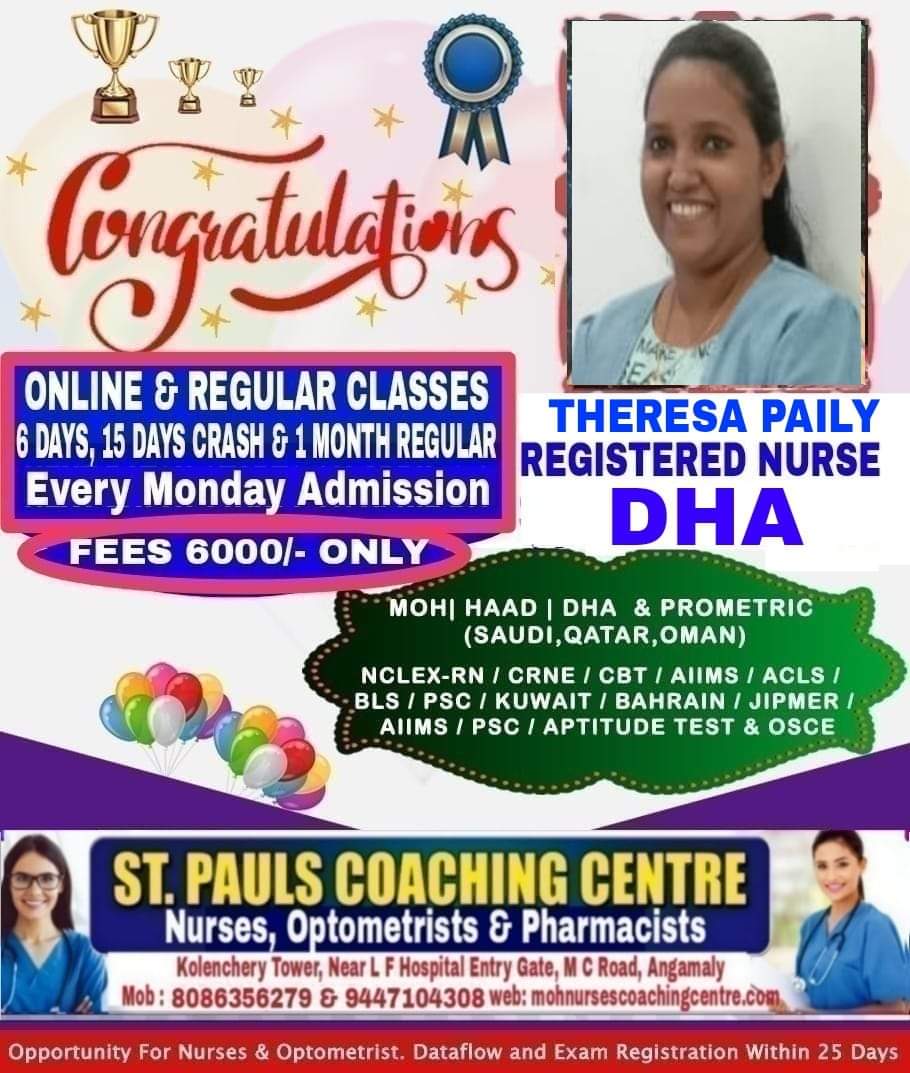 Congratulations
ONLINE & REGULAR CLASSES
6 DAYS, 15 DAYS CRASH & 1 MONTH REGULAR
Every Monday Admission
FEES 6000/- ONLY
THERESA PAILY
REGISTERED NURSE
DHA
MOH| HAAD | DHA & PROMETRIC
(SAUDI,QATAR,OMAN)
NCLEX-RN / CRNE / CBT / AIIMS / ACLS /
BLS / PSC / KUWAIT / BAHRAIN / JIPMER /
AIIMS / PSC / APTITUDE TEST & OSCE
ST. PAULS COACHING CENTRE
Nurses, Optometrists & Pharmacists
Kolenchery Tower, Near L F Hospital Entry Gate, M C Road, Angamaly
Mob : 8086356279 & 9447104308 web: mohnursescoachingcentre.com
Opportunity For Nurses & Optometrist. Dataflow and Exam Registration Within 25 Days